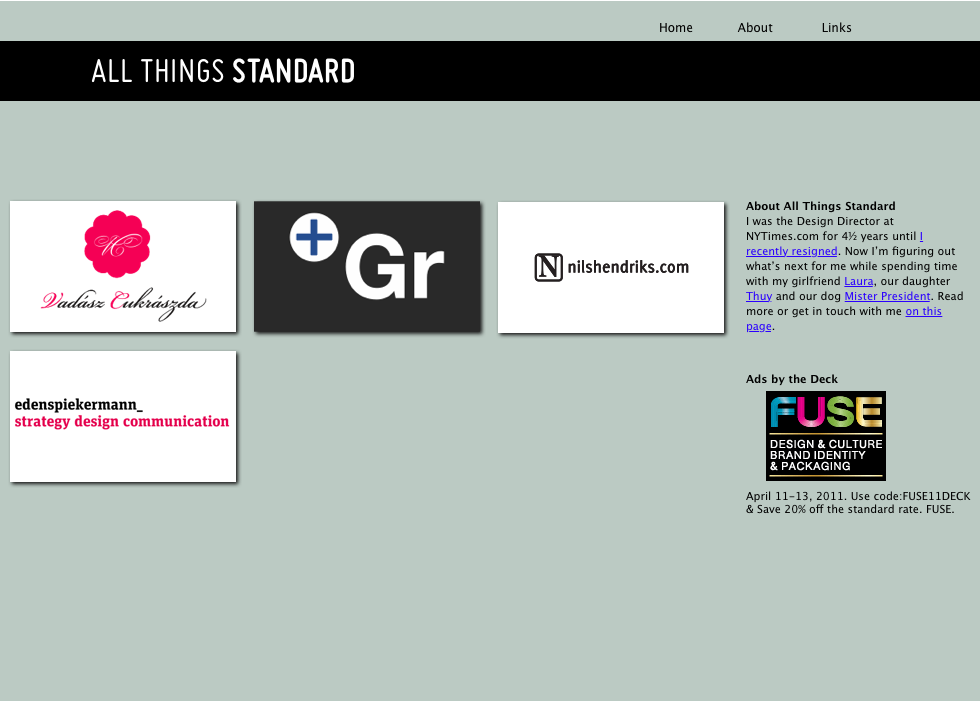 Home About Links
ALL THINGS STANDARD
Vadász Cukrászda
+Gr
N nilshendriks.com
edenspiekermann_
strategy design communication
About All Things Standard
I was the Design Director at
NYTimes.com for 4½ years until I
recently resigned. Now I'm figuring out
what's next for me while spending time
with my girlfriend Laura, our daughter
Thuy and our dog Mister President. Read
more or get in touch with me on this
page.
Ads by the Deck
FUSE
DESIGN & CULTURE
BRAND IDENTITY
& PACKAGING
April 11-13, 2011. Use code:FUSE11DECK
& Save 20% off the standard rate. FUSE.